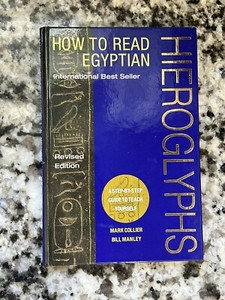 HOW TO READ
EGYPTIAN
HIEROGLYPHS
International Best Seller
Revised
Edition
A STEP-BY-STEP
GUIDE TO TEACH
YOURSELF
MARK COLLIER
BILL MANLEY